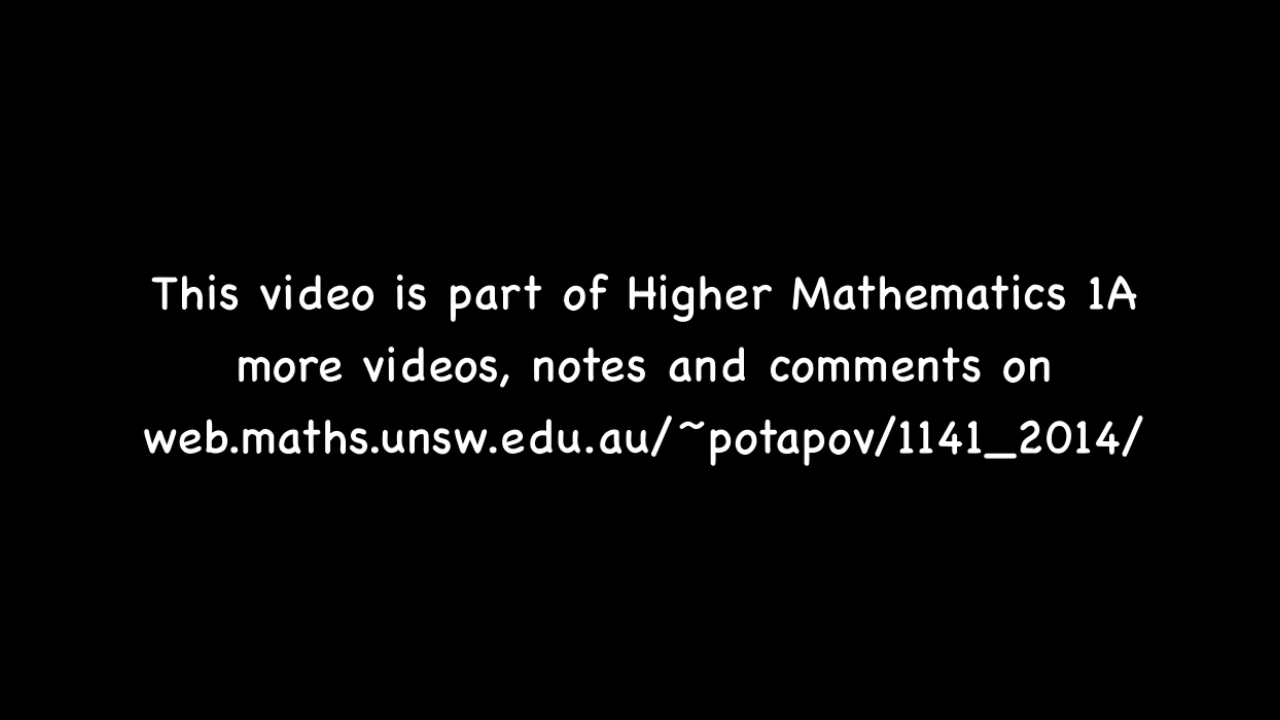 This video is part of Higher Mathematics 1A
more videos, notes and comments on
web.maths.unsw.edu.au/~potapov/1141_2014/